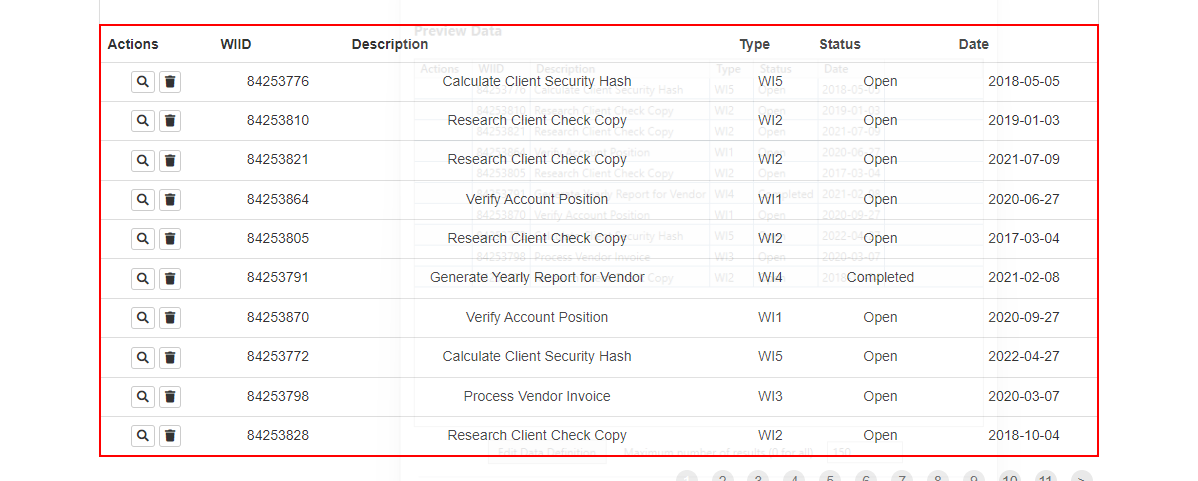 Preview Data
Actions WIID Description Type Status Date
84253776 Calculate Client Security Hash WI5 Open 2018-05-05
84253810 Research Client Check Copy WI2 Open 2019-01-03
84253821 Research Client Check Copy WI2 Open 2021-07-09
84253864 Verify Account Position WI1 Open 2020-06-27
84253805 Research Client Check Copy WI2 Open 2017-03-04
84253791 Generate Yearly Report for Vendor WI4 Completed 2021-02-08
84253870 Verify Account Position WI1 Open 2020-09-27
84253772 Calculate Client Security Hash WI5 Open 2022-04-27
84253798 Process Vendor Invoice WI3 Open 2020-03-07
84253828 Research Client Check Copy WI2 Open 2018-10-04
Edit Data Definition Maximum number of results (0 for all) 150
1 2 3 4 5 6 7 8 9 10 11 >